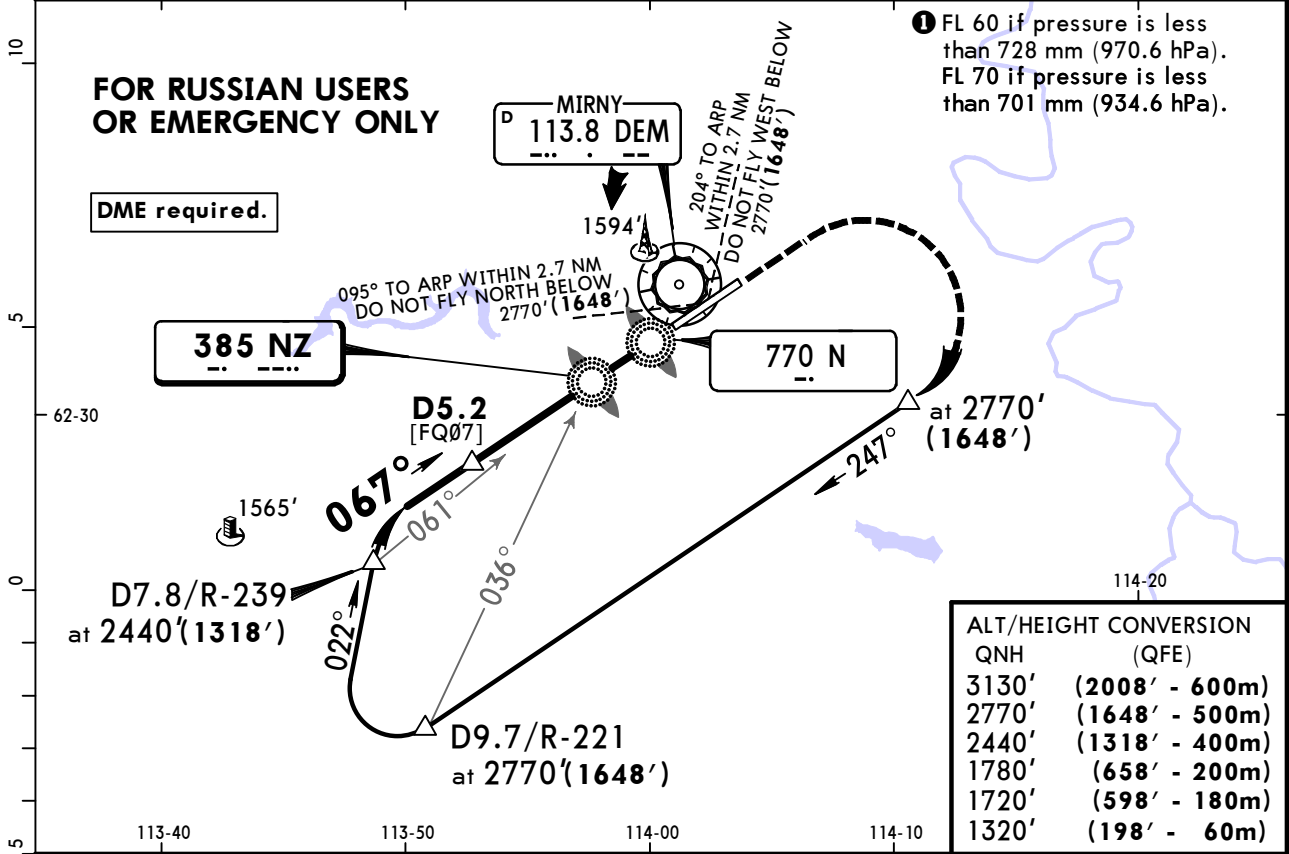 ❶ FL 60 if pressure is less
than 728 mm (970.6 hPa).
FL 70 if pressure is less
than 701 mm (934.6 hPa).
10
FOR RUSSIAN USERS
OR EMERGENCY ONLY
MIRNY
D 113.8 DEM
204° TO ARP
WITHIN 2.7 NM
DO NOT FLY WEST BELOW
2770'(1648')
DME required.
1594'
095° TO ARP WITHIN 2.7 NM
DO NOT FLY NORTH BELOW
2770'(1648')
5
385 NZ
770 N
62-30
D5.2
[FQØ7]
at 2770'
(1648')
247°
067°
061°
1565'
036°
0
D7.8/R-239
at 2440'(1318')
022°
114-20
D9.7/R-221
at 2770'(1648')
ALT/HEIGHT CONVERSION
QNH (QFE)
3130' (2008' - 600m)
2770' (1648' - 500m)
2440' (1318' - 400m)
1780' (658' - 200m)
1720' (598' - 180m)
1320' (198' - 60m)
5
113-40
113-50
114-00
114-10